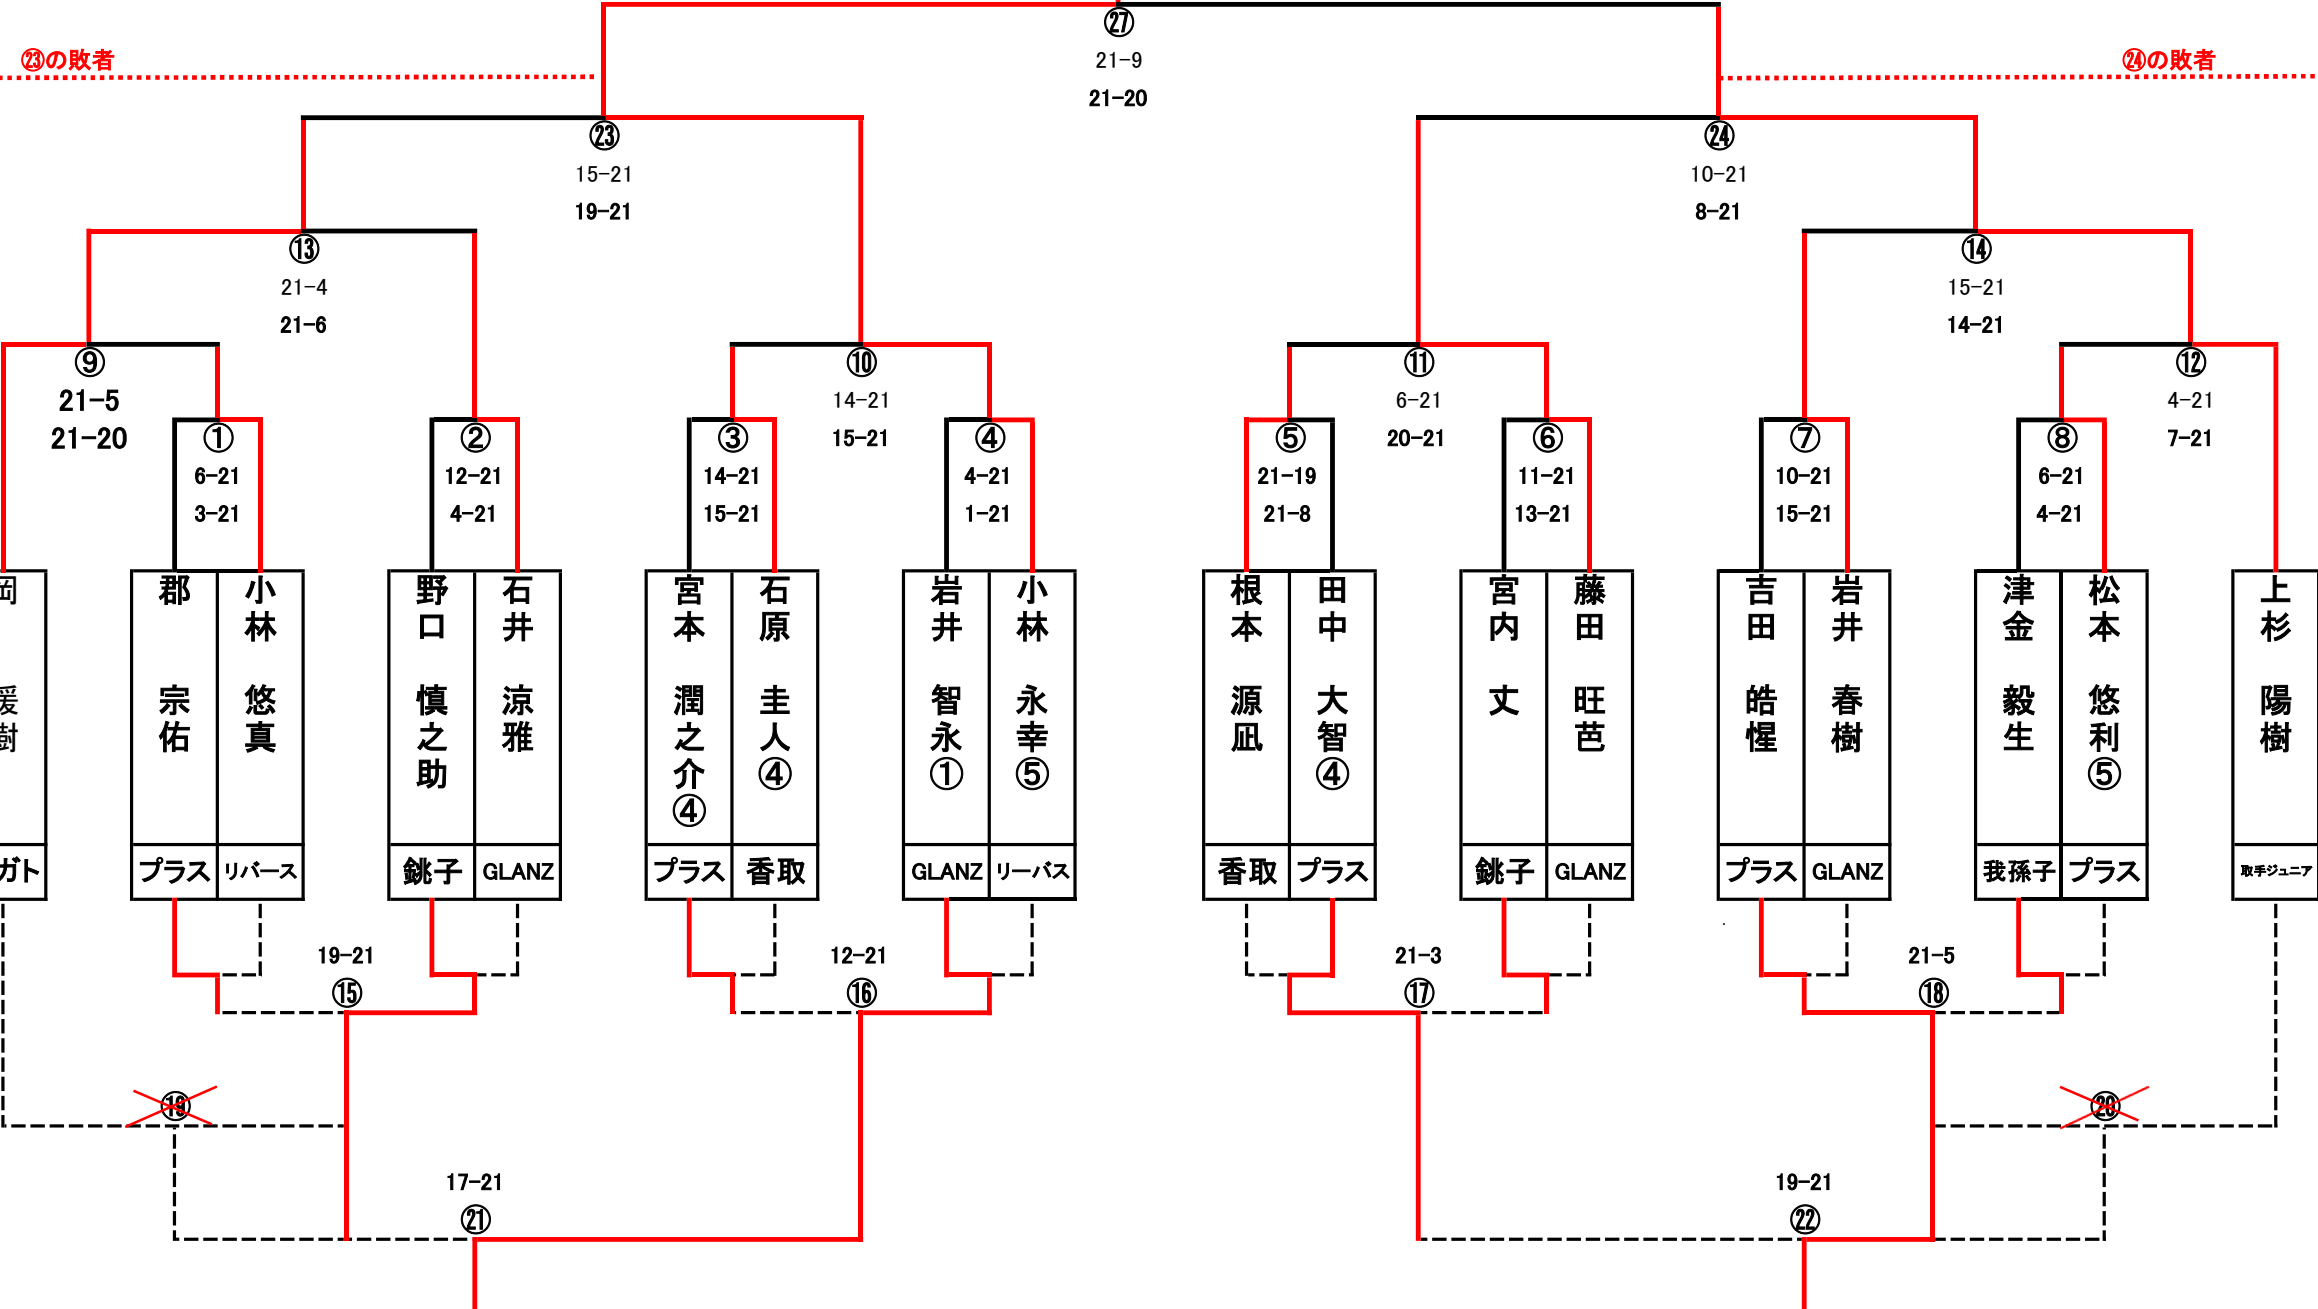 ㉗
21-9
21-20
㉓の敗者
㉔の敗者
㉓
15-21
19-21
㉔
10-21
8-21
⑬
21-4
21-6
⑭
15-21
14-21
⑨
21-5
21-20
⑩
14-21
15-21
⑪
6-21
20-21
⑫
4-21
7-21
①
6-21
3-21
②
12-21
4-21
③
14-21
15-21
④
4-21
1-21
⑤
21-19
21-8
⑥
11-21
13-21
⑦
10-21
15-21
⑧
6-21
4-21
郡 宗佑
小林 悠真
野口 慎之助
石井 涼雅
宮本 潤之介④
石原 圭人④
岩井 智永①
小林 永幸⑤
根本 源凪
田中 大智④
宮内 丈
藤田 旺芭
吉田 皓惺
岩井 春樹
津金 毅生
松本 悠利⑤
上杉 陽樹
ガト
プラス
リバース
銚子
GLANZ
プラス
香取
GLANZ
リーバス
香取
プラス
銚子
GLANZ
プラス
GLANZ
我孫子
プラス
取手ジュニア
19-21
⑮
12-21
⑯
21-3
⑰
21-5
⑱
⑲
⑳
17-21
㉑
19-21
㉒